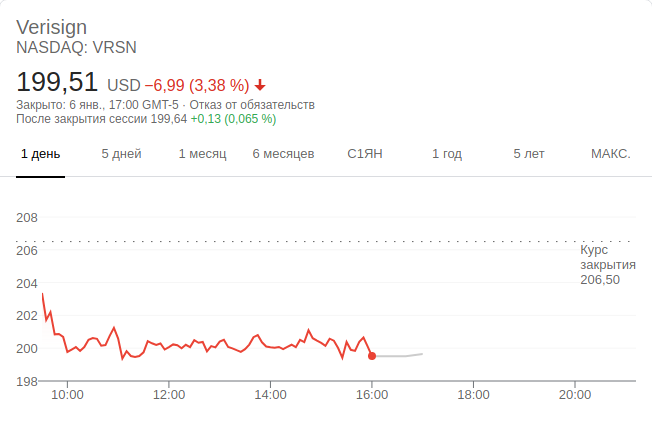 Verisign
NASDAQ: VRSN
199,51 USD −6,99 (3,38 %)
Закрыто: 6 янв., 17:00 GMT-5 · Отказ от обязательств
После закрытия сессии 199,64 +0,13 (0,065 %)
1 день 5 дней 1 месяц 6 месяцев С1ЯН 1 год 5 лет МАКС.
208
206
204
202
200
198
Курс
закрытия
206,50
10:00 12:00 14:00 16:00 18:00 20:00